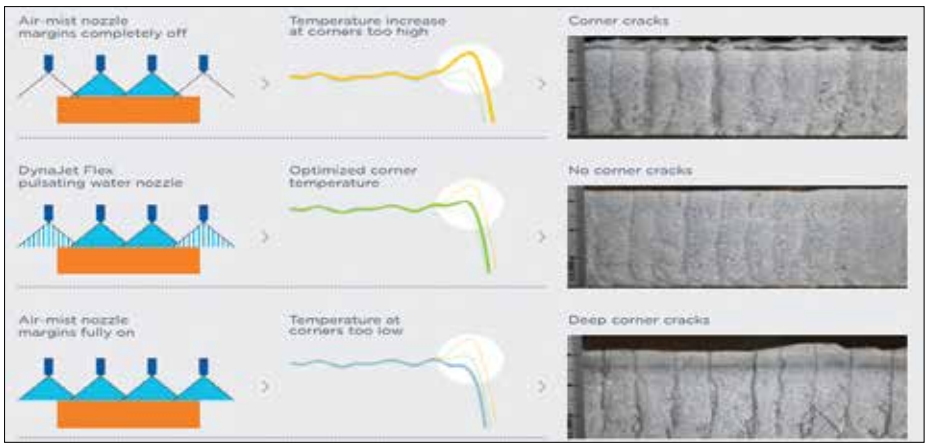 Air-mist nozzle
margins completely off
Temperature increase
at corners too high
Corner cracks
DynaJet Flex
pulsating water nozzle
Optimized corner
temperature
No corner cracks
Air-mist nozzle
margins fully on
Temperature at
corners too low
Deep corner cracks